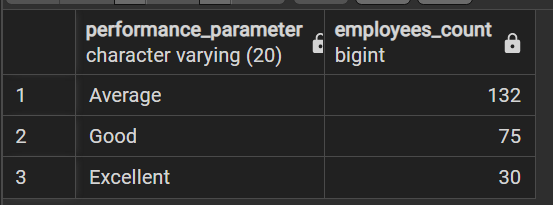 performance_parameter employees_count
character varying (20) bigint
1 Average 132
2 Good 75
3 Excellent 30